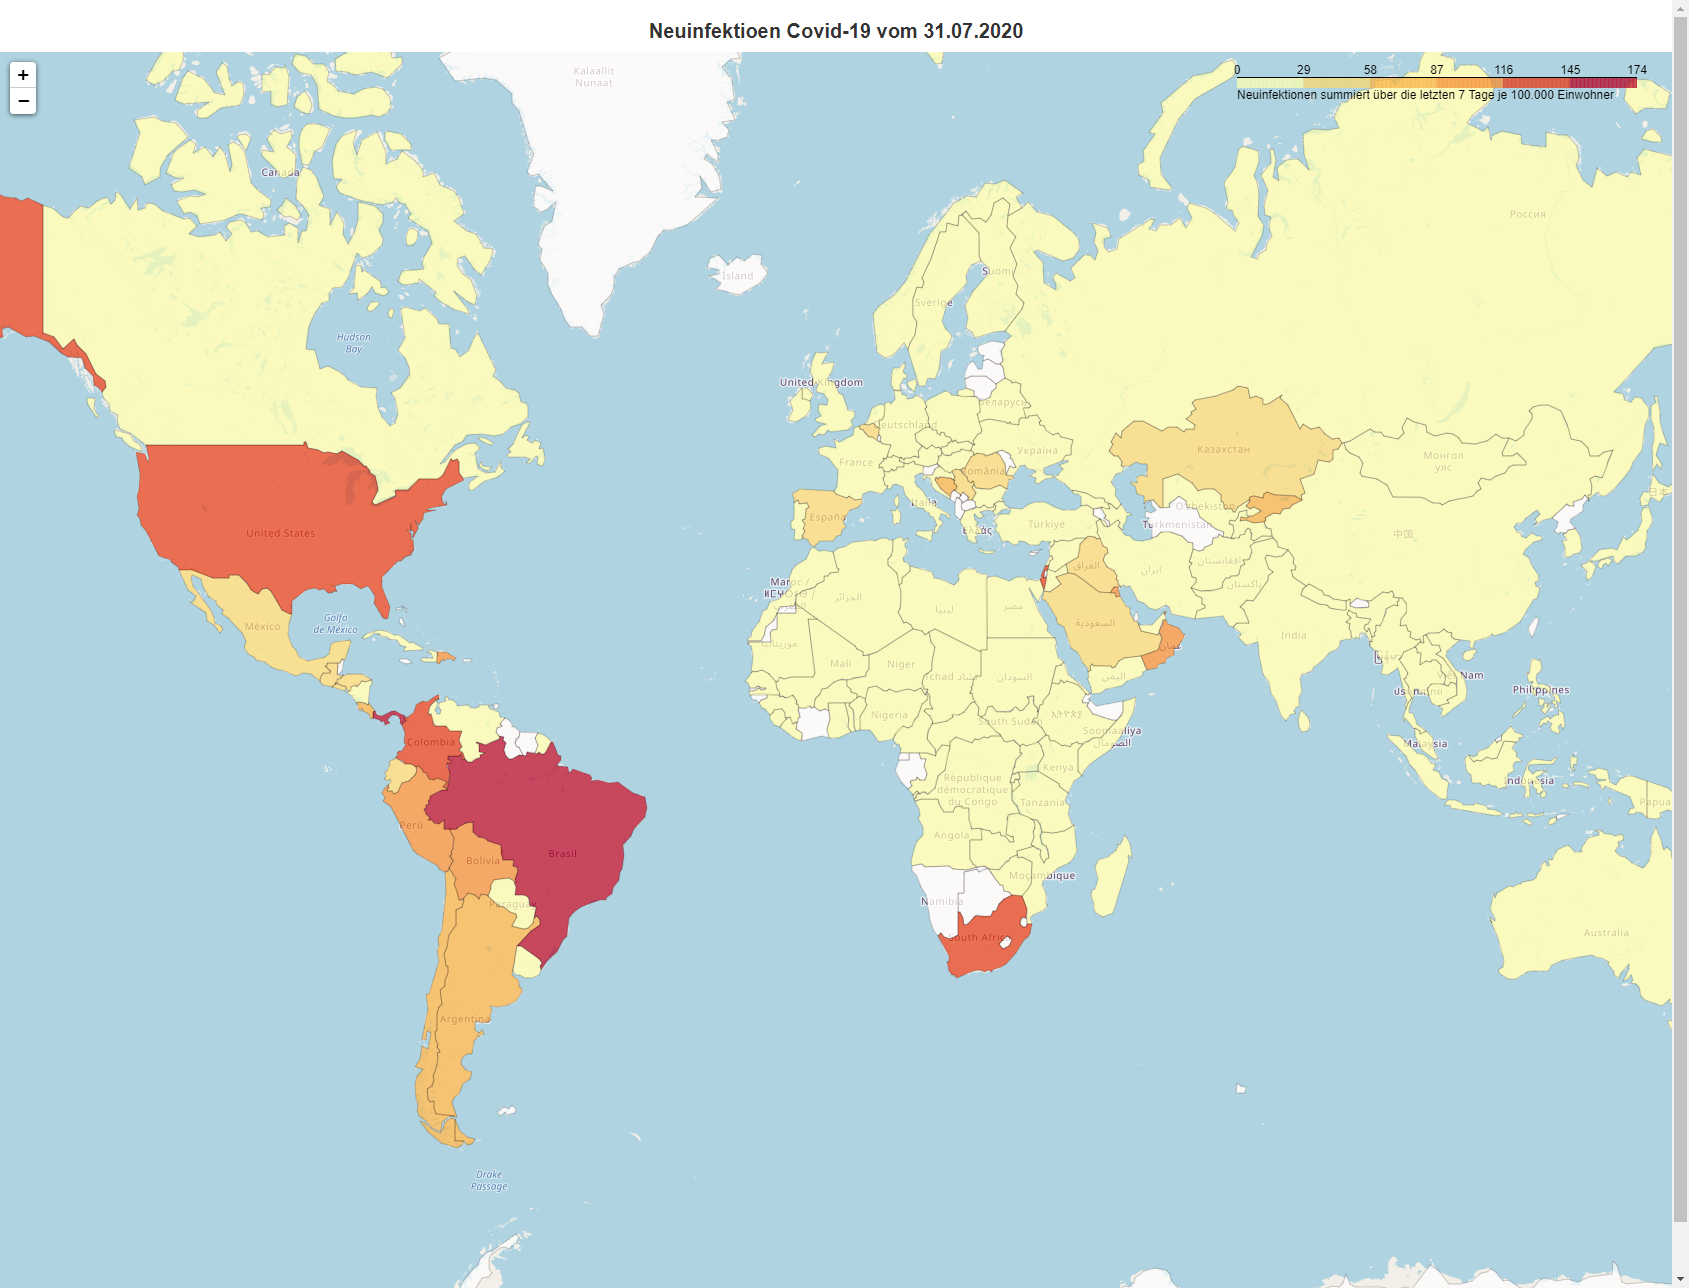 Neuinfektioen Covid-19 vom 31.07.2020
+
−
0 29 58 87 116 145 174
Neuinfektionen summiert über die letzten 7 Tage je 100.000 Einwohner
Kalaallit
Nunaat
Canada
Россия
Ísland
Suomi
Sverige
Hudson
Bay
United Kingdom
Беларусь
Deutschland
Україна
Казахстан
Монгол
улс
France
România
日本
España
Italia
Türkiye
Ελλάς
Turkmenistan
中国
United States
ایران
العراق
Maroc /
الجزائر
ليبيا
مصر
السعودية
México
Golfo
de México
India
موريتانيا
Mali
Niger
Tchad تشاد
السودان
اليمن
عمان
Việt Nam
Philippines
Nigeria
South Sudan
Soomaaliya
الصومال
Colombia
Malaysia
Kenya
République
démocratique
du Congo
Indonesia
Tanzania
Papua
Perú
Angola
Brasil
Bolivia
Moçambique
Paraguay
Namibia
South Africa
Australia
Argentina
Drake
Passage